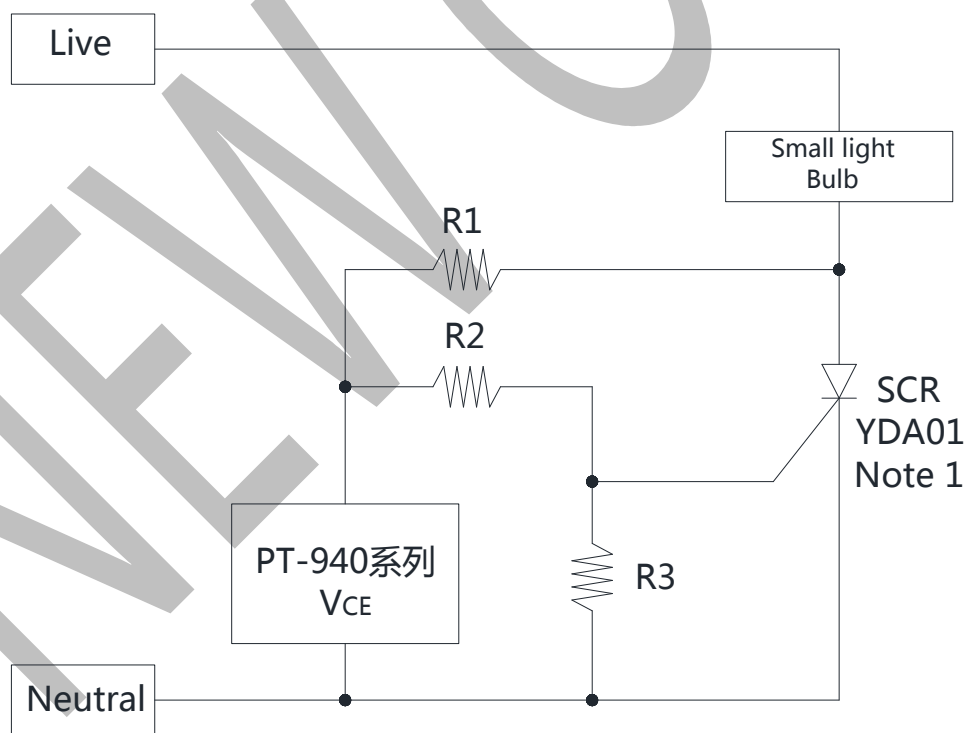 Live
Small light
Bulb
R1
R2
SCR
YDA01
Note 1
PT-940系列
VCE
R3
Neutral